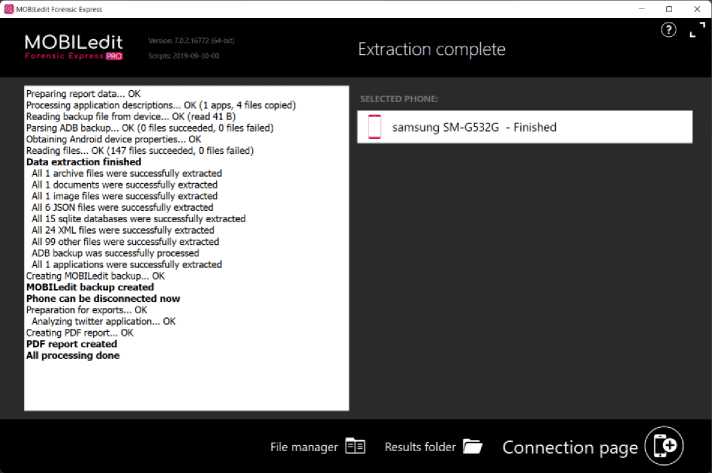 MOBILedit Forensic Express
MOBILedit
Forensic Express PRO
Version: 7.0.2.16772 (64-bit)
Scripts: 2019-09-30-00
Extraction complete
?
Preparing report data... OK
Processing application descriptions... OK (1 apps, 4 files copied)
Reading backup file from device... OK (read 41 B)
Parsing ADB backup... OK (0 files succeeded, 0 files failed)
Obtaining Android device properties... OK
Reading files... OK (147 files succeeded, 0 files failed)
Data extraction finished
All 1 archive files were successfully extracted
All 1 documents were successfully extracted
All 1 image files were successfully extracted
All 6 JSON files were successfully extracted
All 15 sqlite databases were successfully extracted
All 24 XML files were successfully extracted
All 99 other files were successfully extracted
ADB backup was successfully processed
All 1 applications were successfully extracted
Creating MOBILedit backup... OK
MOBILedit backup created
Phone can be disconnected now
Preparation for exports... OK
Analyzing twitter application... OK
Creating PDF report... OK
PDF report created
All processing done
SELECTED PHONE:
samsung SM-G532G - Finished
File manager
Results folder
Connection page